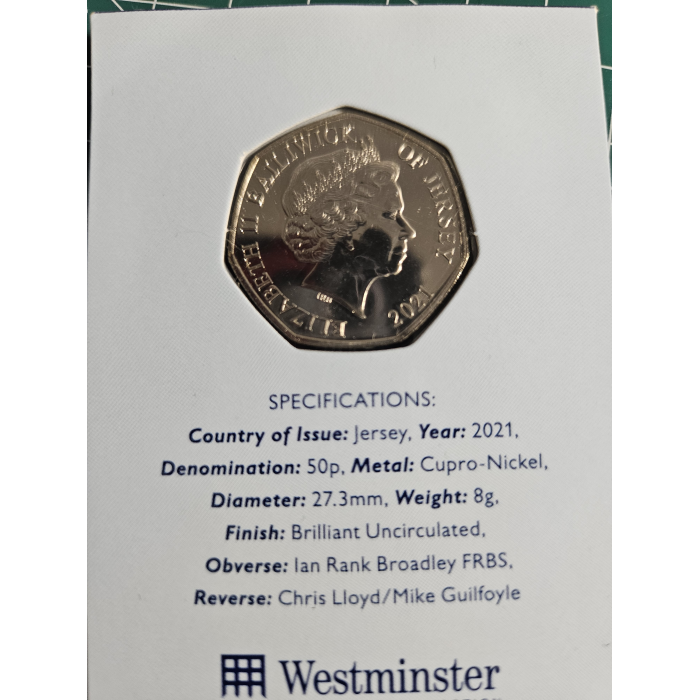 ELIZABETH II BAILIWICK OF JERSEY
2021
SPECIFICATIONS:
Country of Issue: Jersey, Year: 2021,
Denomination: 50p, Metal: Cupro-Nickel,
Diameter: 27.3mm, Weight: 8g,
Finish: Brilliant Uncirculated,
Obverse: Ian Rank Broadley FRBS,
Reverse: Chris Lloyd/Mike Guilfoyle
Westminster